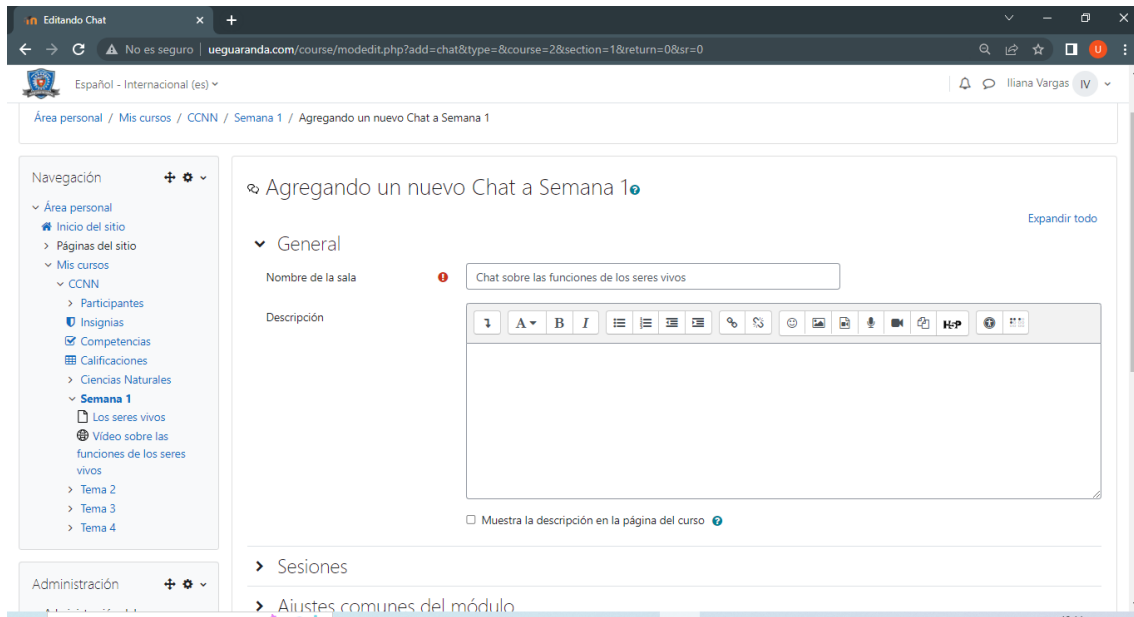 Editando Chat
No es seguro | ueguaranda.com/course/modedit.php?add=chat&type=&course=2&section=1&return=0&sr=0
U
Español - Internacional (es)
Iliana Vargas IV
Área personal / Mis cursos / CCNN / Semana 1 / Agregando un nuevo Chat a Semana 1
Navegación
Área personal
Inicio del sitio
Páginas del sitio
Mis cursos
CCNN
Participantes
Insignias
Competencias
Calificaciones
Ciencias Naturales
Semana 1
Los seres vivos
Vídeo sobre las
funciones de los seres
vivos
Tema 2
Tema 3
Tema 4
Administración
Agregando un nuevo Chat a Semana 1
Expandir todo
General
Nombre de la sala
Chat sobre las funciones de los seres vivos
Descripción
A B I H-P
Muestra la descripción en la página del curso
Sesiones
Ajustes comunes del módulo